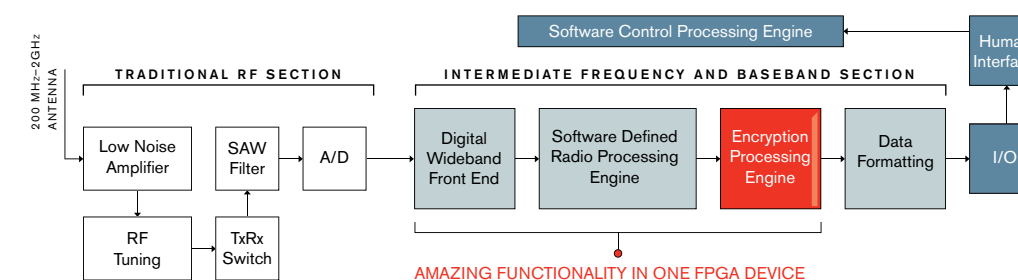 Software Control Processing Engine
200 MHz–2GHz
ANTENNA
TRADITIONAL RF SECTION
INTERMEDIATE FREQUENCY AND BASEBAND SECTION
Low Noise
Amplifier
SAW
Filter
A/D
Digital
Wideband
Front End
Software Defined
Radio Processing
Engine
Encryption
Processing
Engine
Data
Formatting
I/O
RF
Tuning
TxRx
Switch
AMAZING FUNCTIONALITY IN ONE FPGA DEVICE